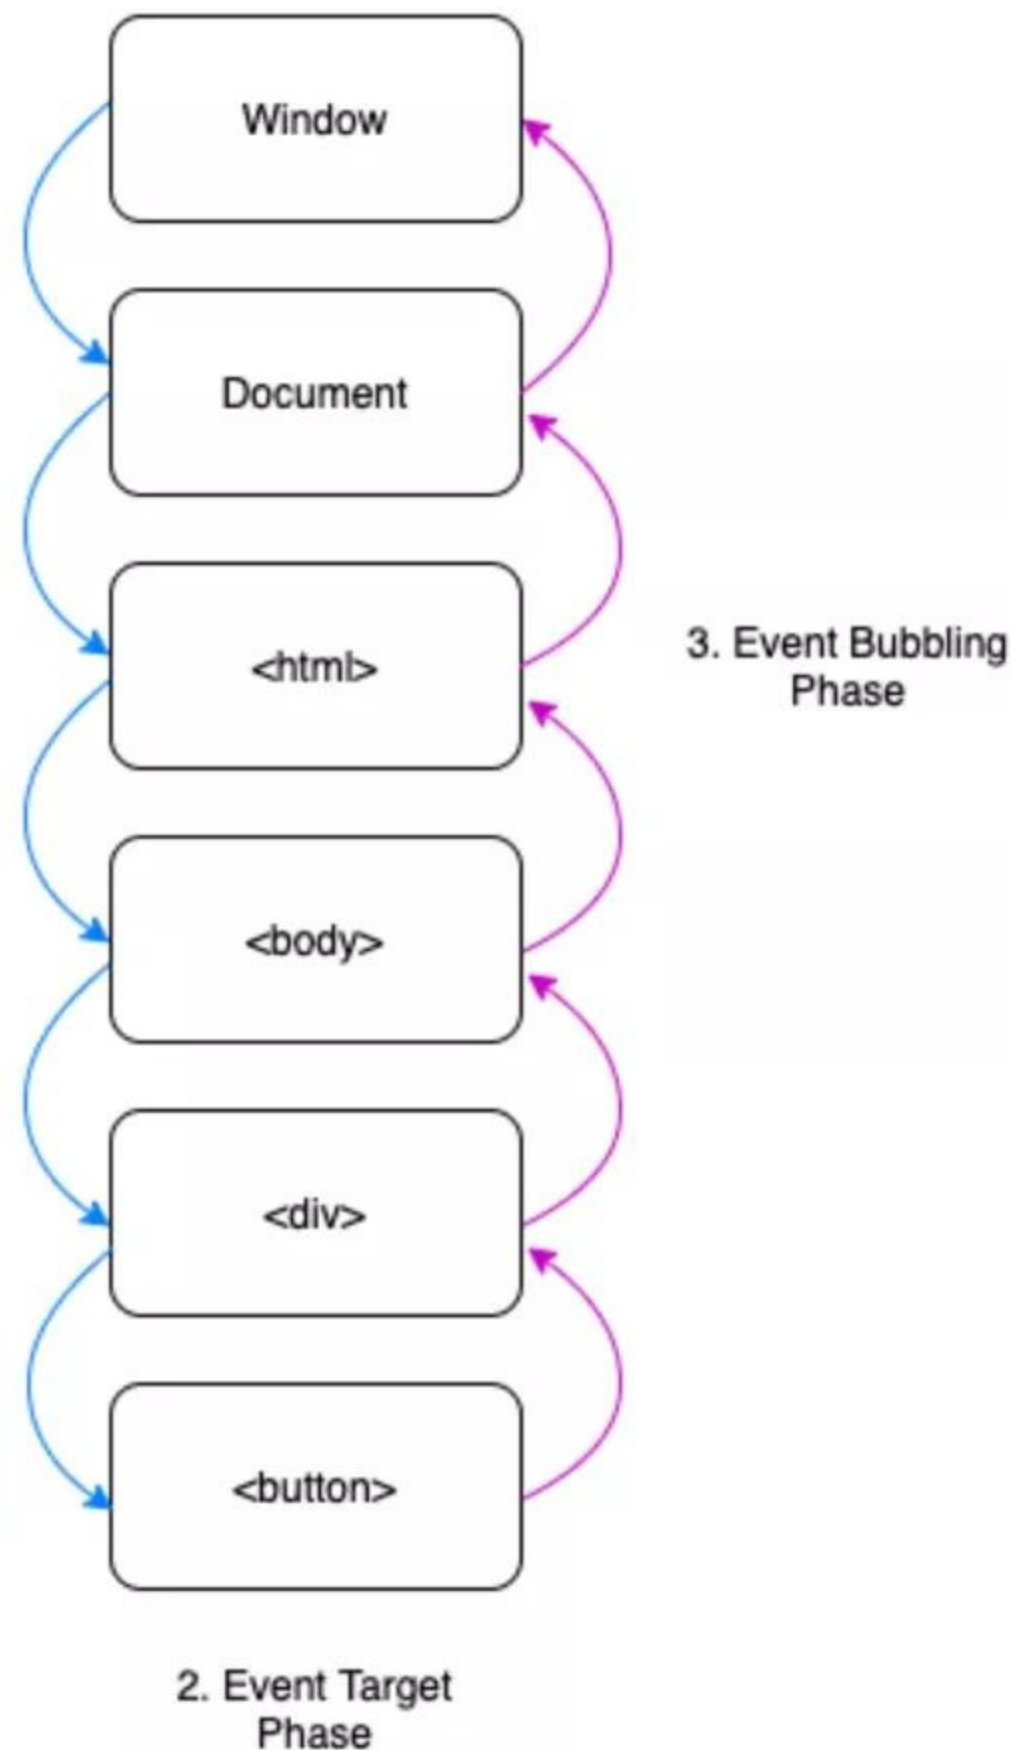 Window
Document
<html>
3. Event Bubbling
Phase
<body>
<div>
<button>
2. Event Target
Phase